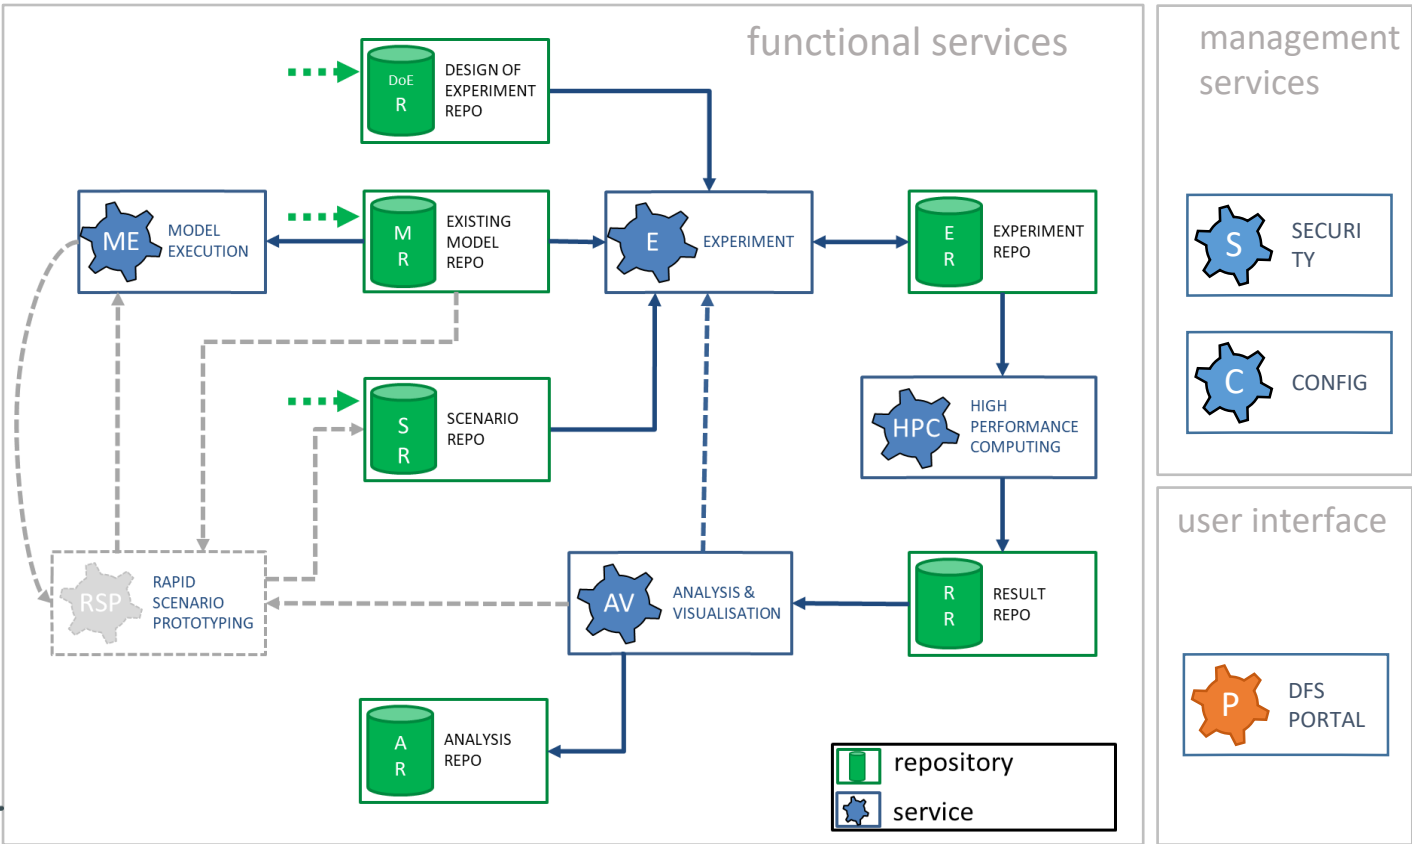 functional services
DoE
R
DESIGN OF
EXPERIMENT
REPO
ME
MODEL
EXECUTION
M
R
EXISTING
MODEL
REPO
E
EXPERIMENT
E
R
EXPERIMENT
REPO
S
R
SCENARIO
REPO
HPC
HIGH
PERFORMANCE
COMPUTING
RSP
RAPID
SCENARIO
PROTOTYPING
AV
ANALYSIS &
VISUALISATION
R
R
RESULT
REPO
A
R
ANALYSIS
REPO
repository
service
management
services
S
SECURI
TY
C
CONFIG
user interface
P
DFS
PORTAL